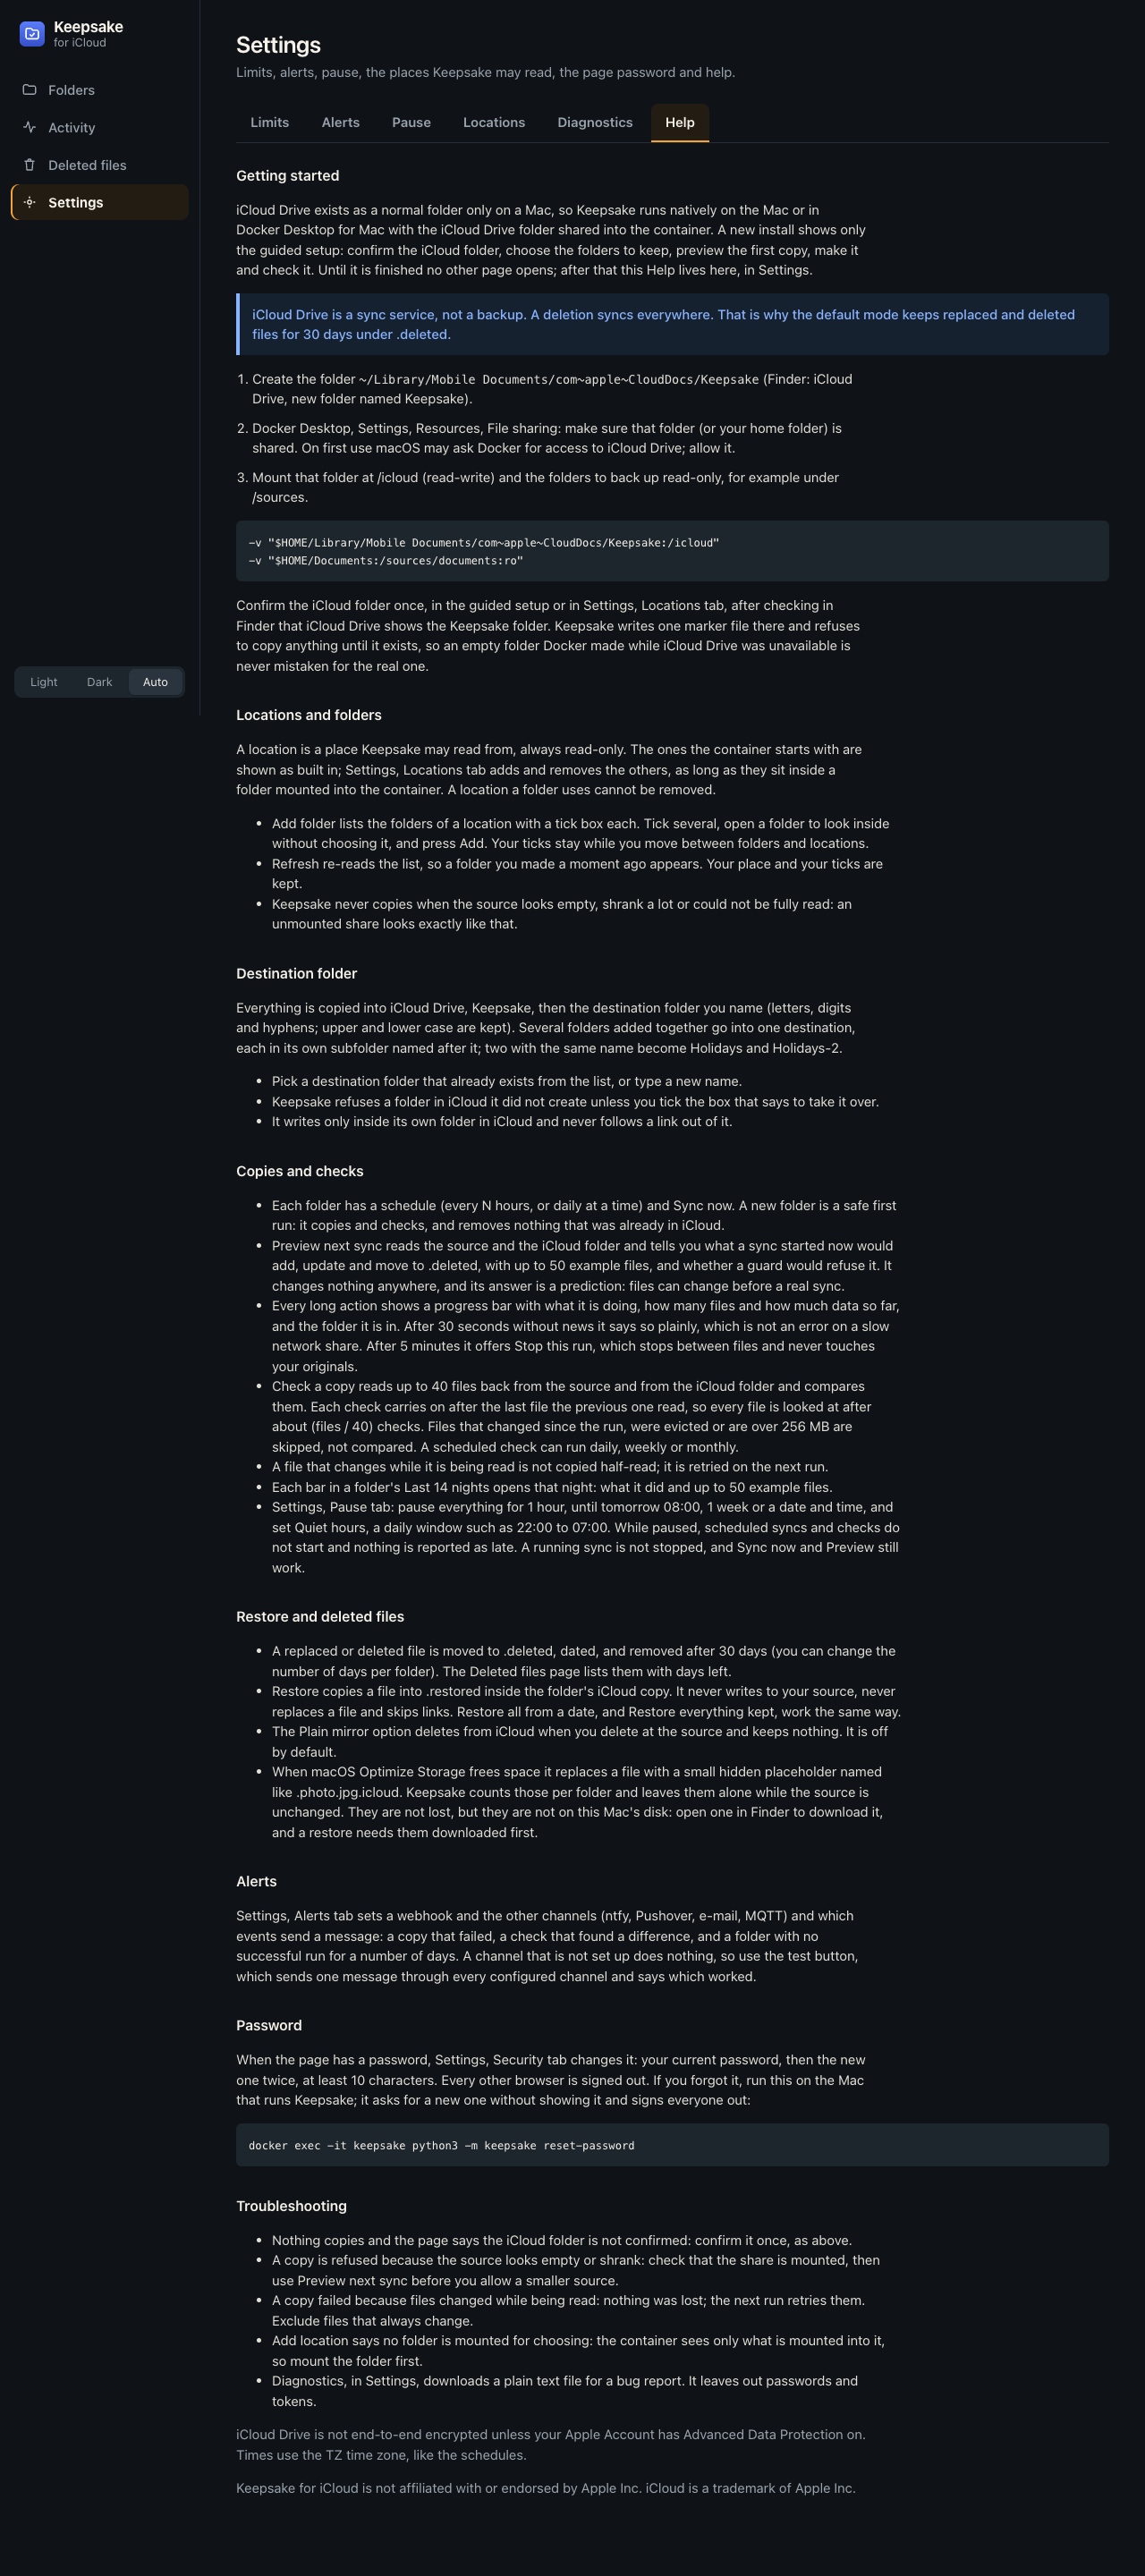 Keepsake
for iCloud
Folders
Activity
Deleted files
Settings
Light Dark Auto
Settings
Limits, alerts, pause, the places Keepsake may read, the page password and help.
Limits Alerts Pause Locations Diagnostics Help
Getting started
iCloud Drive exists as a normal folder only on a Mac, so Keepsake runs natively on the Mac or in
Docker Desktop for Mac with the iCloud Drive folder shared into the container. A new install shows only
the guided setup: confirm the iCloud folder, choose the folders to keep, preview the first copy, make it
and check it. Until it is finished no other page opens; after that this Help lives here, in Settings.
iCloud Drive is a sync service, not a backup. A deletion syncs everywhere. That is why the default mode keeps replaced and deleted
files for 30 days under .deleted.
1. Create the folder ~/Library/Mobile Documents/com~apple~CloudDocs/Keepsake (Finder: iCloud
Drive, new folder named Keepsake).
2. Docker Desktop, Settings, Resources, File sharing: make sure that folder (or your home folder) is
shared. On first use macOS may ask Docker for access to iCloud Drive; allow it.
3. Mount that folder at /icloud (read-write) and the folders to back up read-only, for example under
/sources.
-v "$HOME/Library/Mobile Documents/com~apple~CloudDocs/Keepsake:/icloud"
-v "$HOME/Documents:/sources/documents:ro"
Confirm the iCloud folder once, in the guided setup or in Settings, Locations tab, after checking in
Finder that iCloud Drive shows the Keepsake folder. Keepsake writes one marker file there and refuses
to copy anything until it exists, so an empty folder Docker made while iCloud Drive was unavailable is
never mistaken for the real one.
Locations and folders
A location is a place Keepsake may read from, always read-only. The ones the container starts with are
shown as built in; Settings, Locations tab adds and removes the others, as long as they sit inside a
folder mounted into the container. A location a folder uses cannot be removed.
• Add folder lists the folders of a location with a tick box each. Tick several, open a folder to look inside
without choosing it, and press Add. Your ticks stay while you move between folders and locations.
• Refresh re-reads the list, so a folder you made a moment ago appears. Your place and your ticks are
kept.
• Keepsake never copies when the source looks empty, shrank a lot or could not be fully read: an
unmounted share looks exactly like that.
Destination folder
Everything is copied into iCloud Drive, Keepsake, then the destination folder you name (letters, digits
and hyphens; upper and lower case are kept). Several folders added together go into one destination,
each in its own subfolder named after it; two with the same name become Holidays and Holidays-2.
• Pick a destination folder that already exists from the list, or type a new name.
• Keepsake refuses a folder in iCloud it did not create unless you tick the box that says to take it over.
• It writes only inside its own folder in iCloud and never follows a link out of it.
Copies and checks
• Each folder has a schedule (every N hours, or daily at a time) and Sync now. A new folder is a safe first
run: it copies and checks, and removes nothing that was already in iCloud.
• Preview next sync reads the source and the iCloud folder and tells you what a sync started now would
add, update and move to .deleted, with up to 50 example files, and whether a guard would refuse it. It
changes nothing anywhere, and its answer is a prediction: files can change before a real sync.
• Every long action shows a progress bar with what it is doing, how many files and how much data so far,
and the folder it is in. After 30 seconds without news it says so plainly, which is not an error on a slow
network share. After 5 minutes it offers Stop this run, which stops between files and never touches
your originals.
• Check a copy reads up to 40 files back from the source and from the iCloud folder and compares
them. Each check carries on after the last file the previous one read, so every file is looked at after
about (files / 40) checks. Files that changed since the run, were evicted or are over 256 MB are
skipped, not compared. A scheduled check can run daily, weekly or monthly.
• A file that changes while it is being read is not copied half-read; it is retried on the next run.
• Each bar in a folder's Last 14 nights opens that night: what it did and up to 50 example files.
• Settings, Pause tab: pause everything for 1 hour, until tomorrow 08:00, 1 week or a date and time, and
set Quiet hours, a daily window such as 22:00 to 07:00. While paused, scheduled syncs and checks do
not start and nothing is reported as late. A running sync is not stopped, and Sync now and Preview still
work.
Restore and deleted files
• A replaced or deleted file is moved to .deleted, dated, and removed after 30 days (you can change the
number of days per folder). The Deleted files page lists them with days left.
• Restore copies a file into .restored inside the folder's iCloud copy. It never writes to your source, never
replaces a file and skips links. Restore all from a date, and Restore everything kept, work the same way.
• The Plain mirror option deletes from iCloud when you delete at the source and keeps nothing. It is off
by default.
• When macOS Optimize Storage frees space it replaces a file with a small hidden placeholder named
like .photo.jpg.icloud. Keepsake counts those per folder and leaves them alone while the source is
unchanged. They are not lost, but they are not on this Mac's disk: open one in Finder to download it,
and a restore needs them downloaded first.
Alerts
Settings, Alerts tab sets a webhook and the other channels (ntfy, Pushover, e-mail, MQTT) and which
events send a message: a copy that failed, a check that found a difference, and a folder with no
successful run for a number of days. A channel that is not set up does nothing, so use the test button,
which sends one message through every configured channel and says which worked.
Password
When the page has a password, Settings, Security tab changes it: your current password, then the new
one twice, at least 10 characters. Every other browser is signed out. If you forgot it, run this on the Mac
that runs Keepsake; it asks for a new one without showing it and signs everyone out:
docker exec -it keepsake python3 -m keepsake reset-password
Troubleshooting
• Nothing copies and the page says the iCloud folder is not confirmed: confirm it once, as above.
• A copy is refused because the source looks empty or shrank: check that the share is mounted, then
use Preview next sync before you allow a smaller source.
• A copy failed because files changed while being read: nothing was lost; the next run retries them.
Exclude files that always change.
• Add location says no folder is mounted for choosing: the container sees only what is mounted into it,
so mount the folder first.
• Diagnostics, in Settings, downloads a plain text file for a bug report. It leaves out passwords and
tokens.
iCloud Drive is not end-to-end encrypted unless your Apple Account has Advanced Data Protection on.
Times use the TZ time zone, like the schedules.
Keepsake for iCloud is not affiliated with or endorsed by Apple Inc. iCloud is a trademark of Apple Inc.